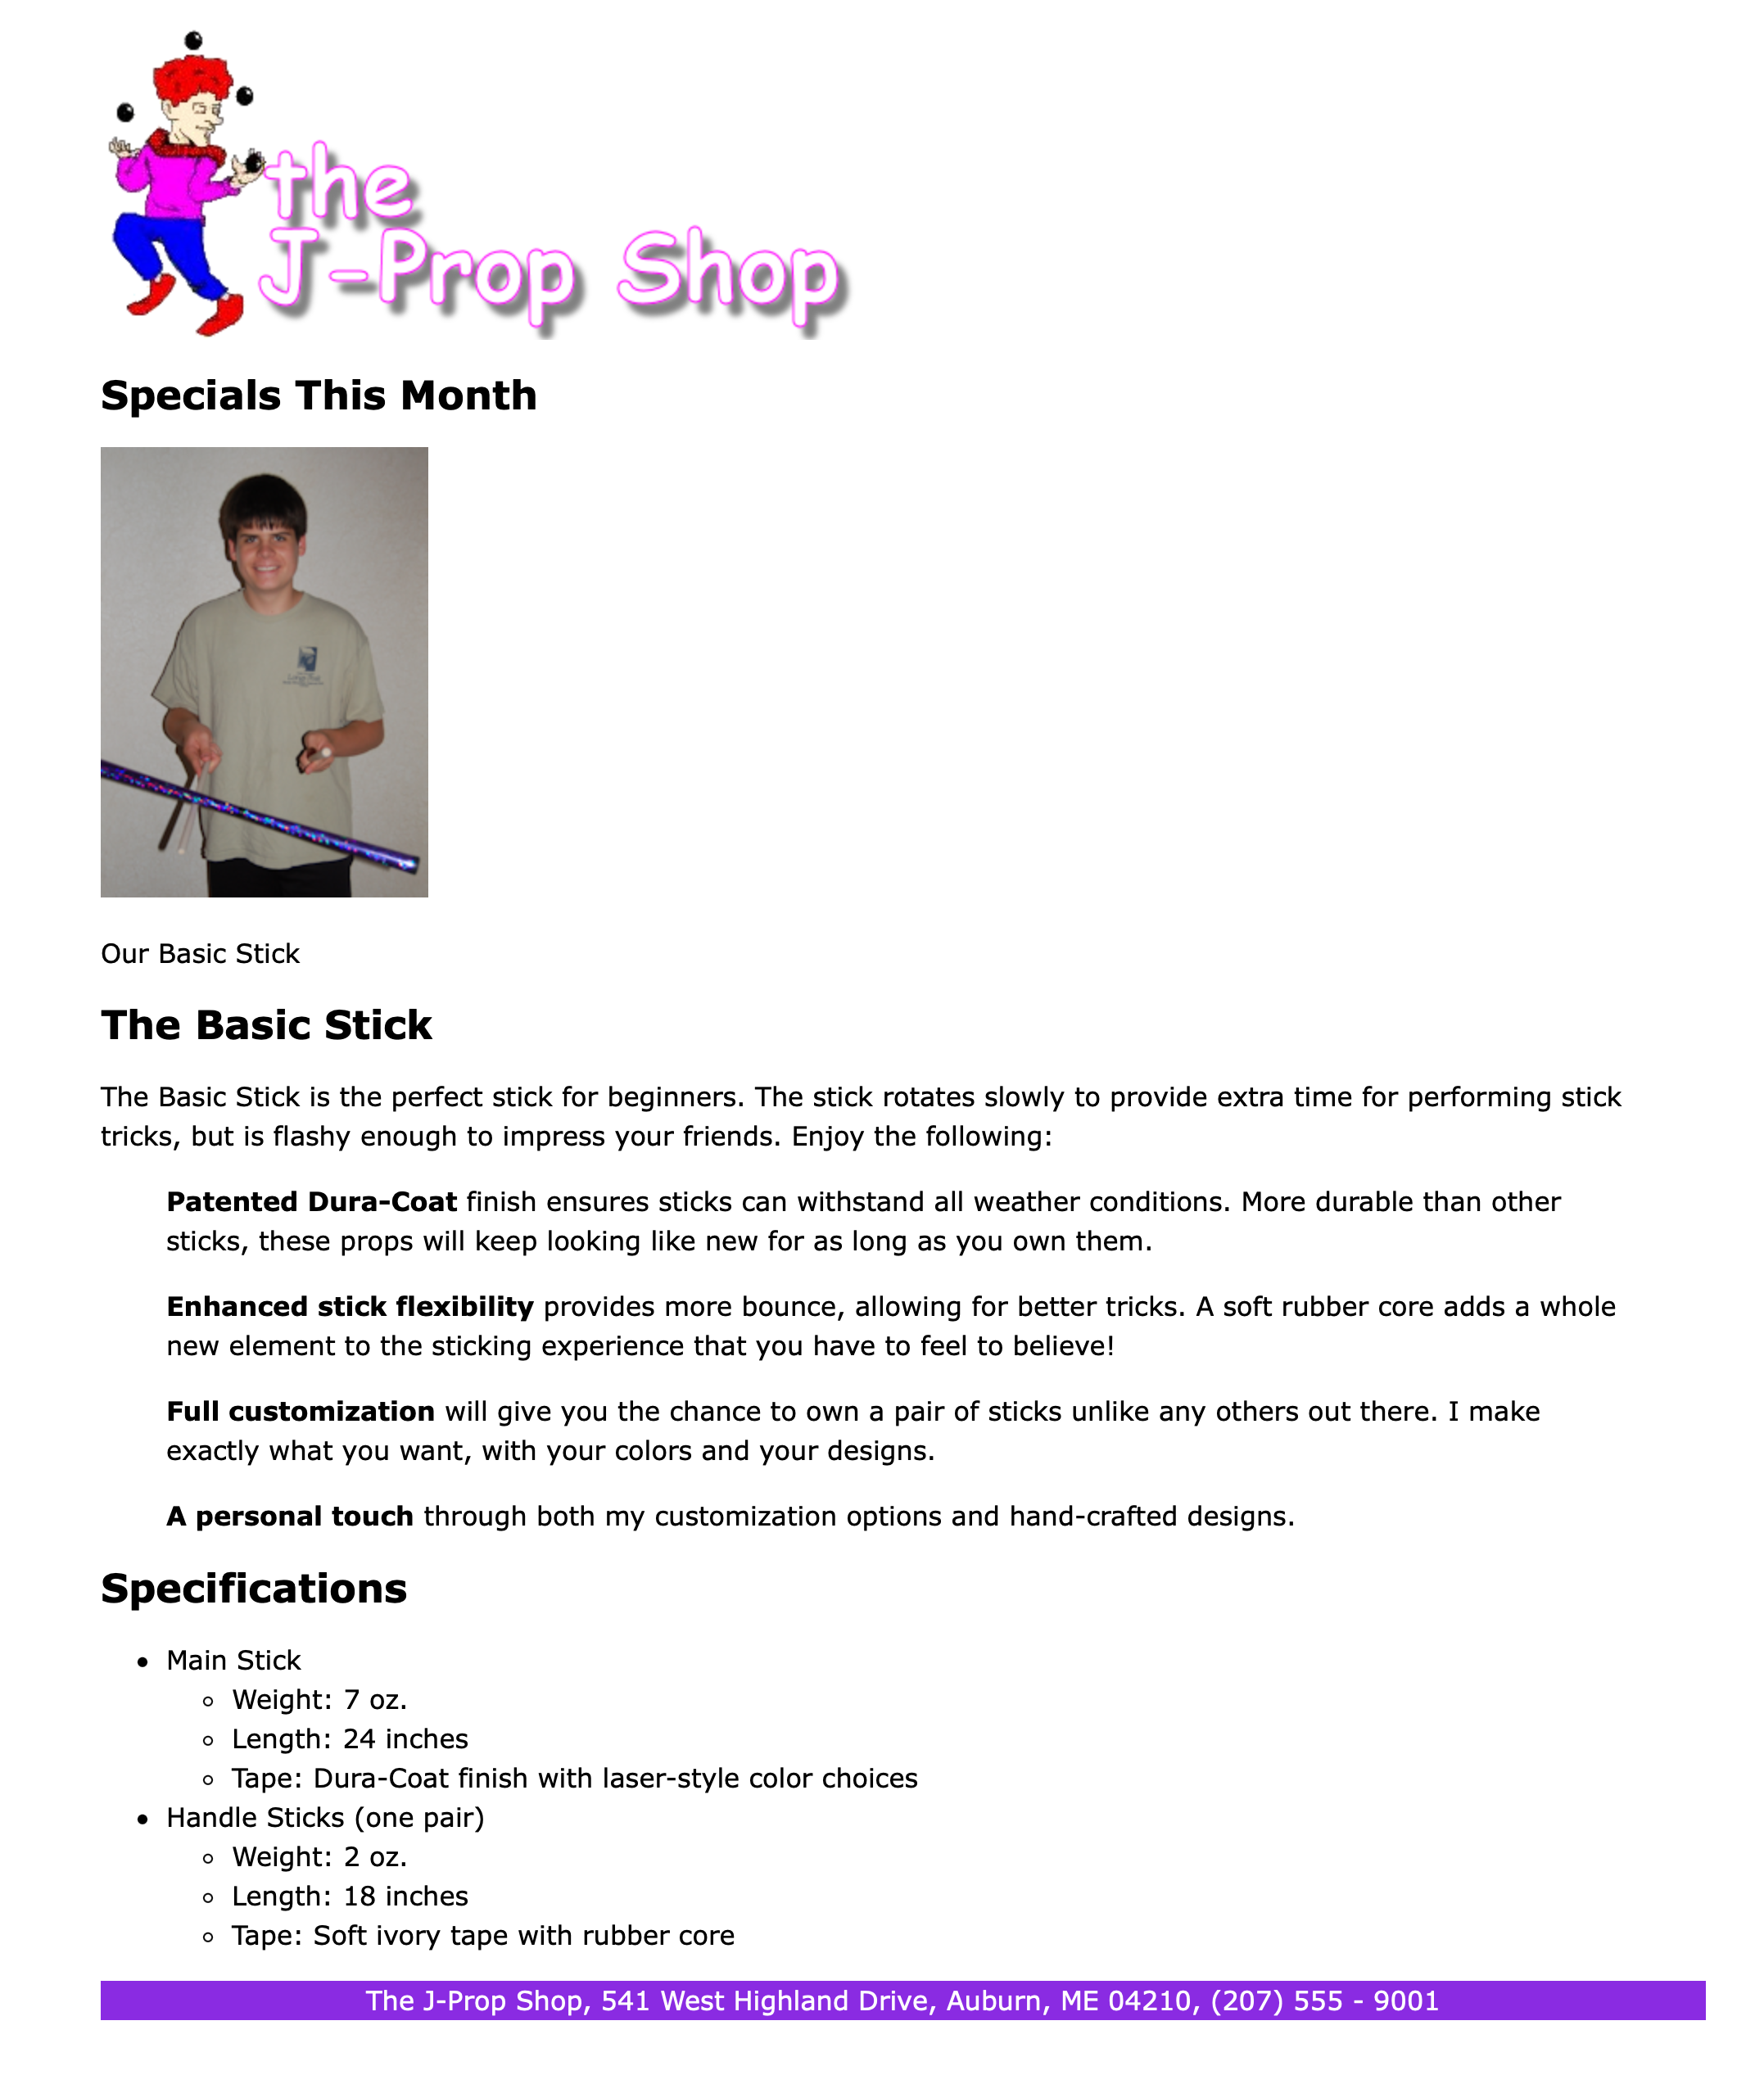 the
J-Prop Shop
Specials This Month
Our Basic Stick
The Basic Stick
The Basic Stick is the perfect stick for beginners. The stick rotates slowly to provide extra time for performing stick
tricks, but is flashy enough to impress your friends. Enjoy the following:
Patented Dura-Coat finish ensures sticks can withstand all weather conditions. More durable than other
sticks, these props will keep looking like new for as long as you own them.
Enhanced stick flexibility provides more bounce, allowing for better tricks. A soft rubber core adds a whole
new element to the sticking experience that you have to feel to believe!
Full customization will give you the chance to own a pair of sticks unlike any others out there. I make
exactly what you want, with your colors and your designs.
A personal touch through both my customization options and hand-crafted designs.
Specifications
• Main Stick
◦ Weight: 7 oz.
◦ Length: 24 inches
◦ Tape: Dura-Coat finish with laser-style color choices
• Handle Sticks (one pair)
◦ Weight: 2 oz.
◦ Length: 18 inches
◦ Tape: Soft ivory tape with rubber core
The J-Prop Shop, 541 West Highland Drive, Auburn, ME 04210, (207) 555 - 9001